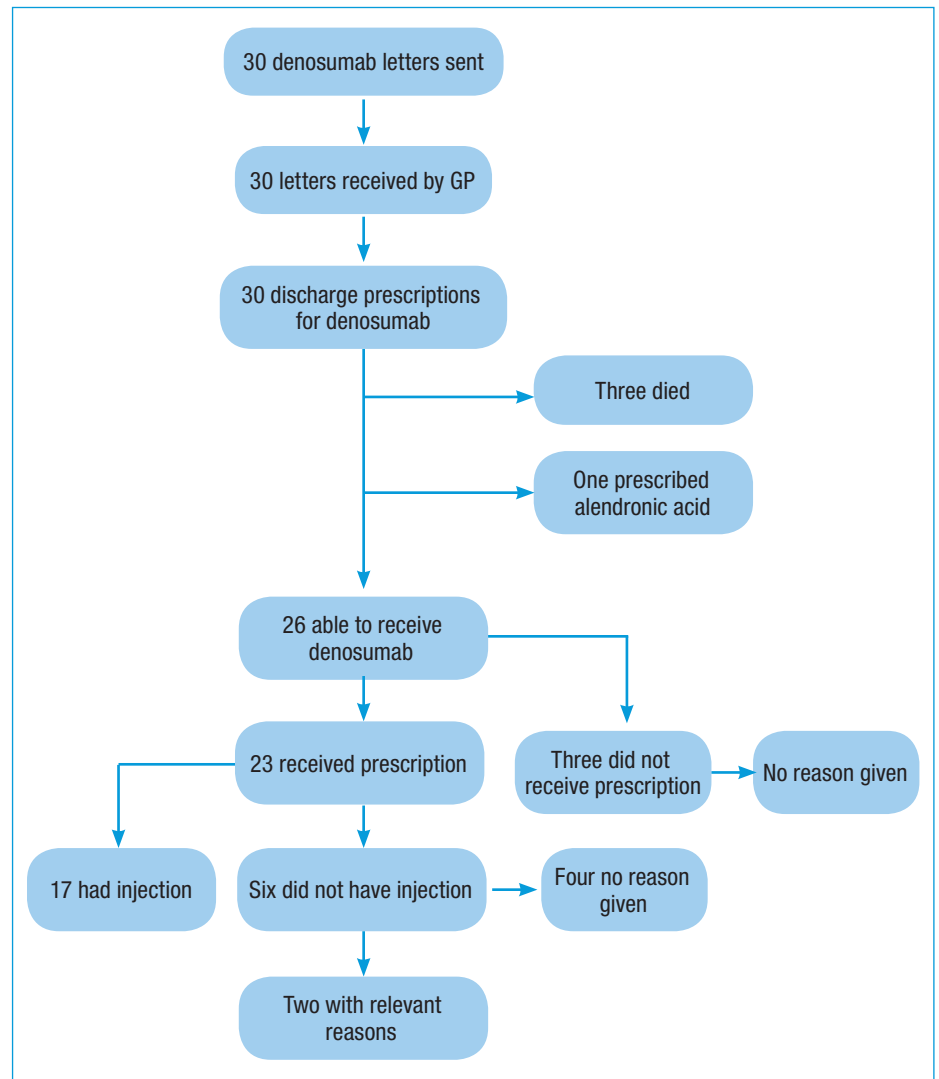 30 denosumab letters sent
30 letters received by GP
30 discharge prescriptions
for denosumab
Three died
One prescribed
alendronic acid
26 able to receive
denosumab
23 received prescription
Three did not
receive prescription
No reason given
17 had injection
Six did not have injection
Four no reason
given
Two with relevant
reasons